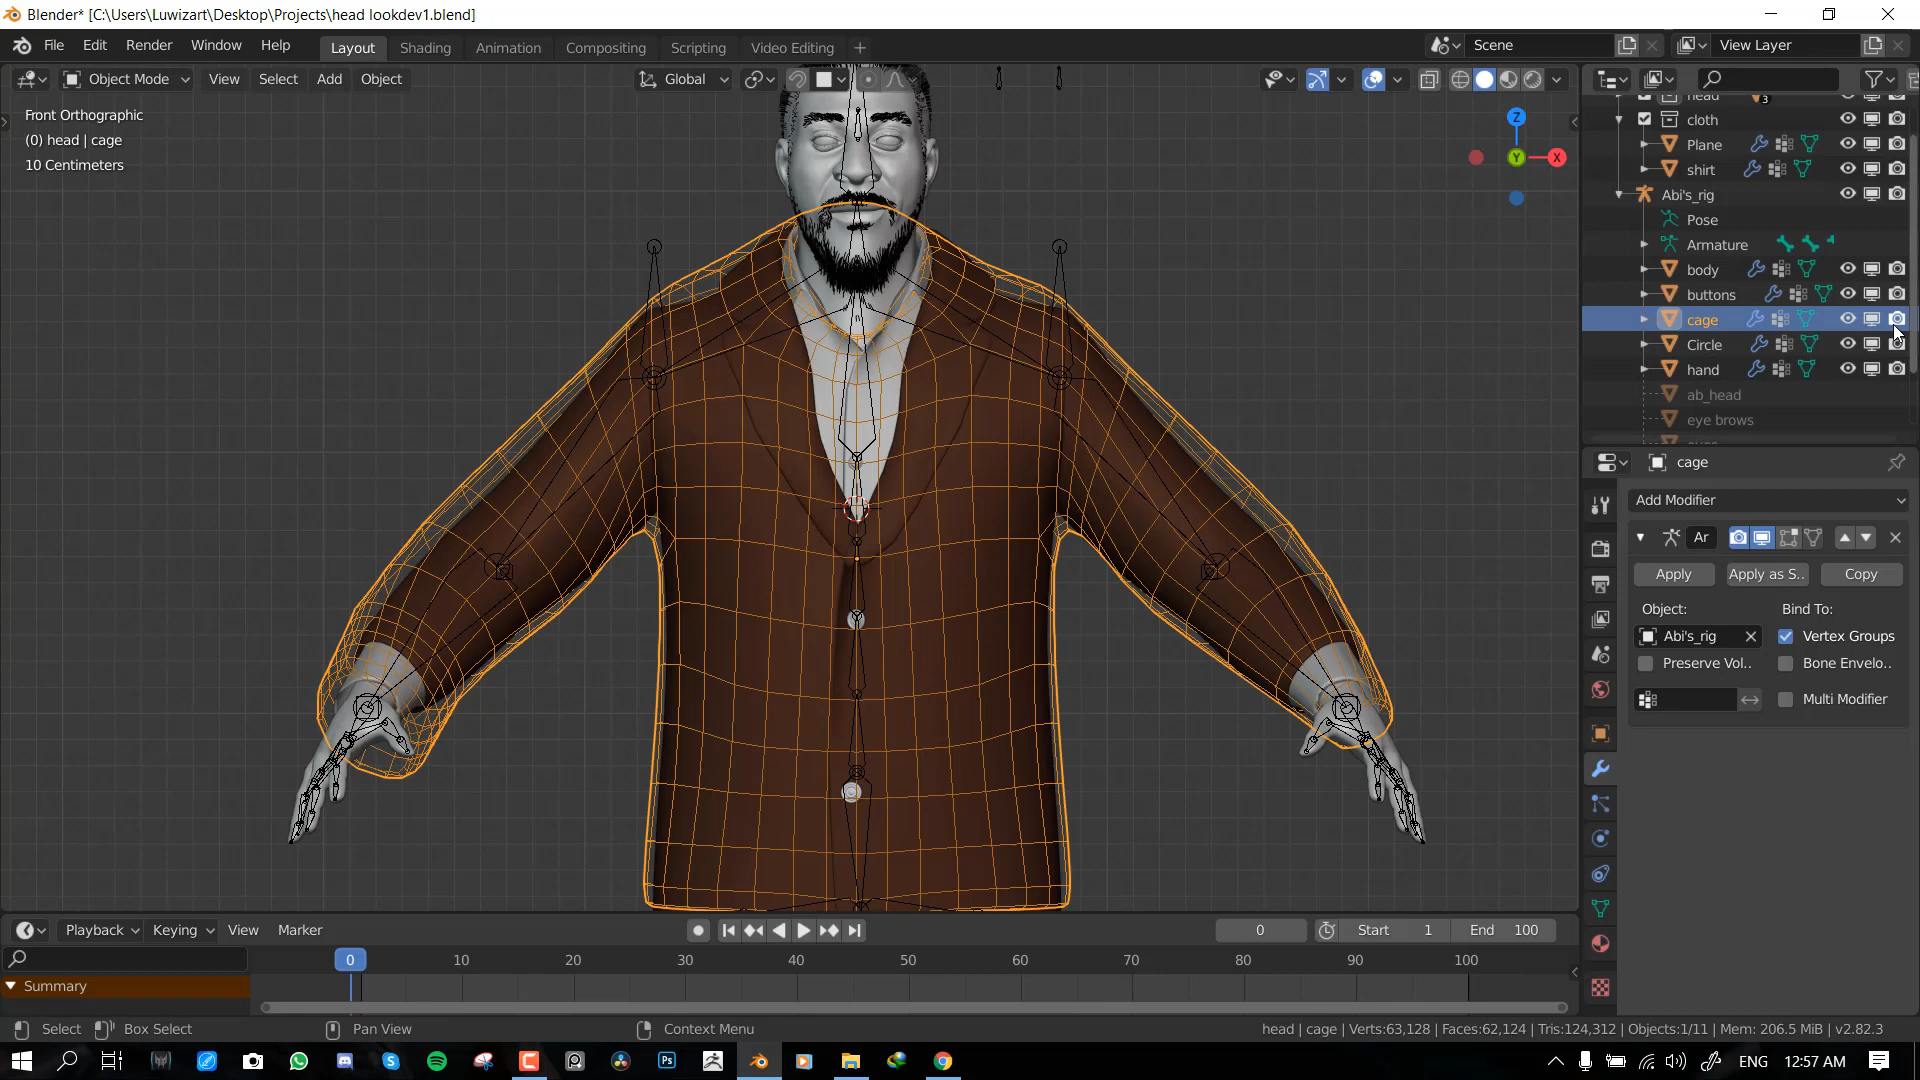 Blender* [C:\Users\Luwizart\Desktop\Projects\head lookdev1.blend]
File Edit Render Window Help Layout Shading Animation Compositing Scripting Video Editing + Scene View Layer
Object Mode View Select Add Object Global
Front Orthographic
(0) head | cage
10 Centimeters
Z
Y
X
head 3
cloth
Plane
shirt
Abi's_rig
Pose
Armature
body
buttons
cage
Circle
hand
ab_head
eye brows
cage
Add Modifier
Ar
Apply Apply as S.. Copy
Object: Bind To:
Abi's_rig Vertex Groups
Preserve Vol.. Bone Envelo..
Multi Modifier
Playback Keying View Marker 0 Start 1 End 100
0 10 20 30 40 50 60 70 80 90 100
Summary
Select Box Select Pan View Context Menu head | cage | Verts:63,128 | Faces:62,124 | Tris:124,312 | Objects:1/11 | Mem: 206.5 MiB | v2.82.3
Ps ENG 12:57 AM